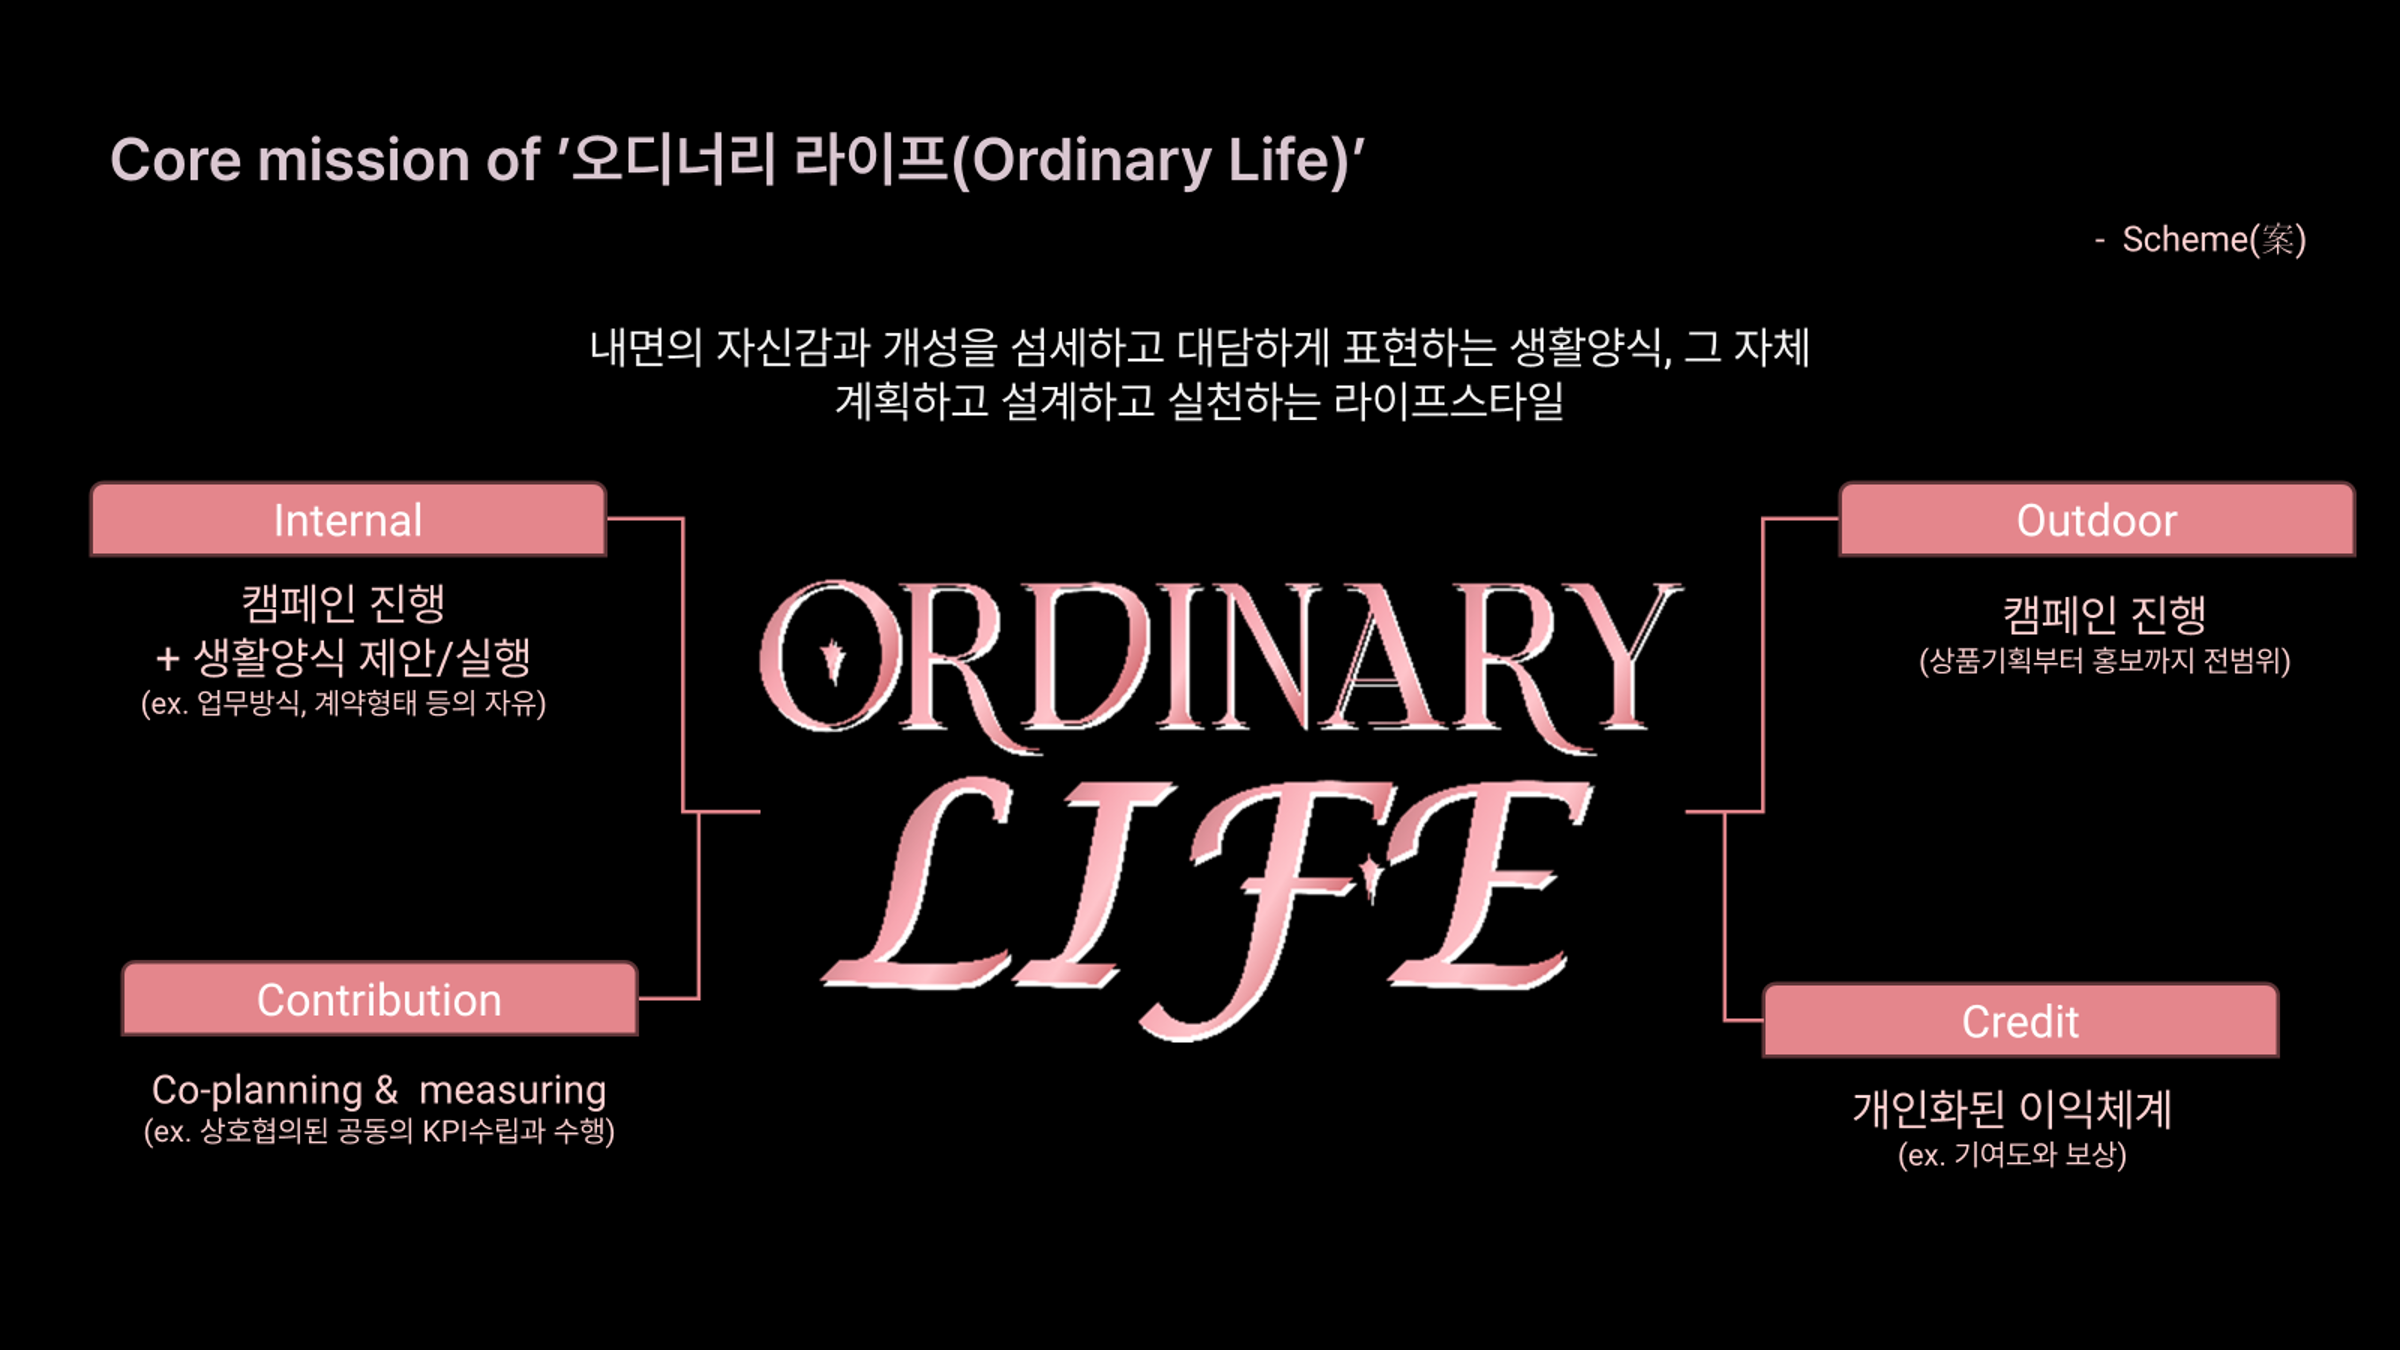 Core mission of '오디너리 라이프(Ordinary Life)'
- Scheme(案)
내면의 자신감과 개성을 섬세하고 대담하게 표현하는 생활양식, 그 자체
계획하고 설계하고 실천하는 라이프스타일
Internal
캠페인 진행
+ 생활양식 제안/실행
(ex. 업무방식, 계약형태 등의 자유)
Outdoor
캠페인 진행
(상품기획부터 홍보까지 전범위)
ORDINARY
LIFE
Contribution
Co-planning & measuring
(ex. 상호협의된 공동의 KPI수립과 수행)
Credit
개인화된 이익체계
(ex. 기여도와 보상)